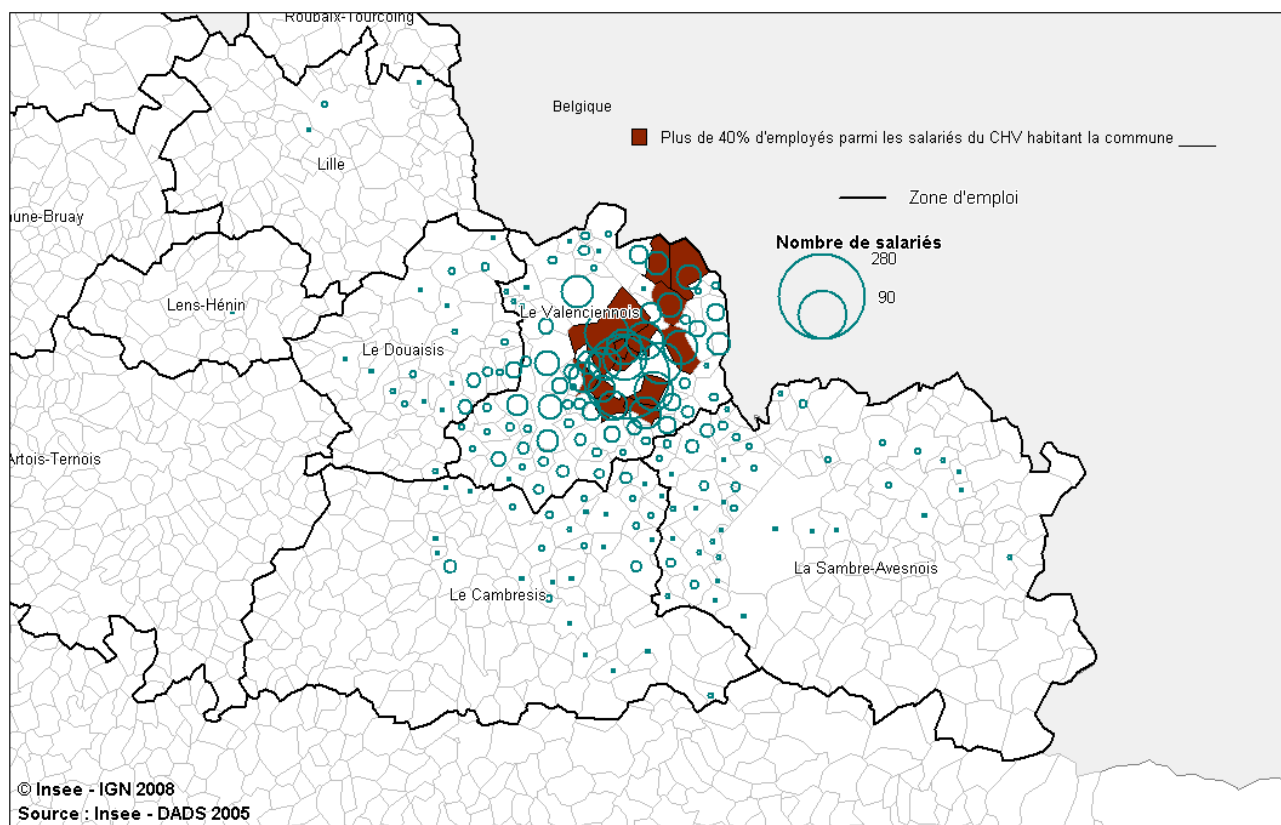 Roubaix-Tourcoing
Belgique
Plus de 40% d'employés parmi les salariés du CHV habitant la commune ____
Lille
Zone d'emploi
aune-Bruay
Nombre de salariés
280
90
Lens-Hénin
Le Valenciennois
Le Douaisis
Artois-Ternois
La Sambre-Avesnois
Le Cambresis
© Insee - IGN 2008
Source : Insee - DADS 2005